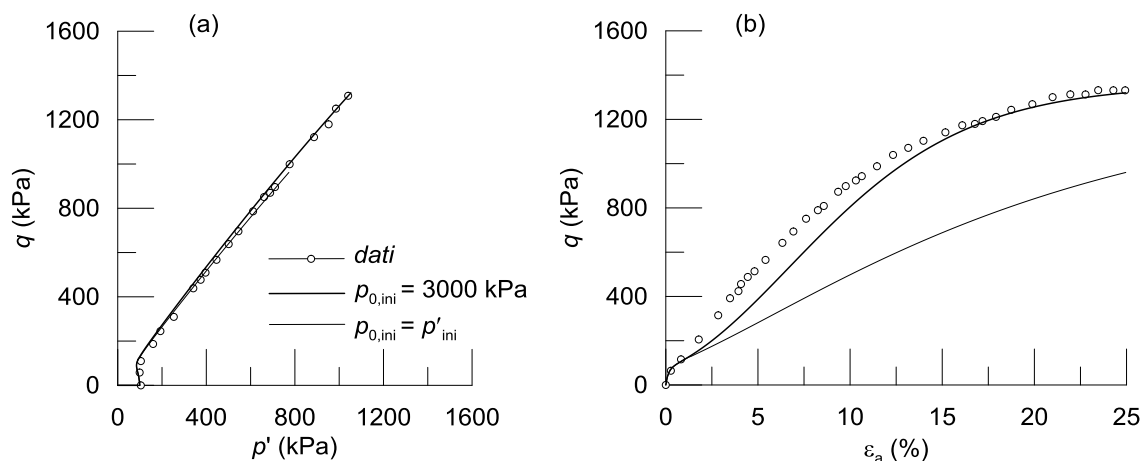 (a)
1600
1200
800
400
0
q (kPa)
0 400 800 1200 1600
p' (kPa)
dati
p0,ini = 3000 kPa
p0,ini = p'ini
(b)
1600
1200
800
400
0
q (kPa)
0 5 10 15 20 25
εa (%)